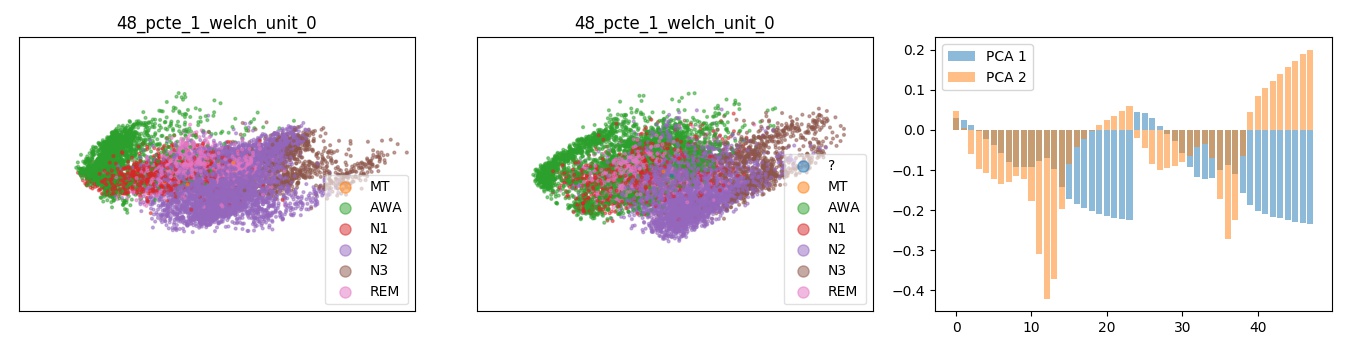 48_pcte_1_welch_unit_0
MT
AWA
N1
N2
N3
REM
48_pcte_1_welch_unit_0
?
MT
AWA
N1
N2
N3
REM
PCA 1
PCA 2
0.2
0.1
0.0
−0.1
−0.2
−0.3
−0.4
0
10
20
30
40